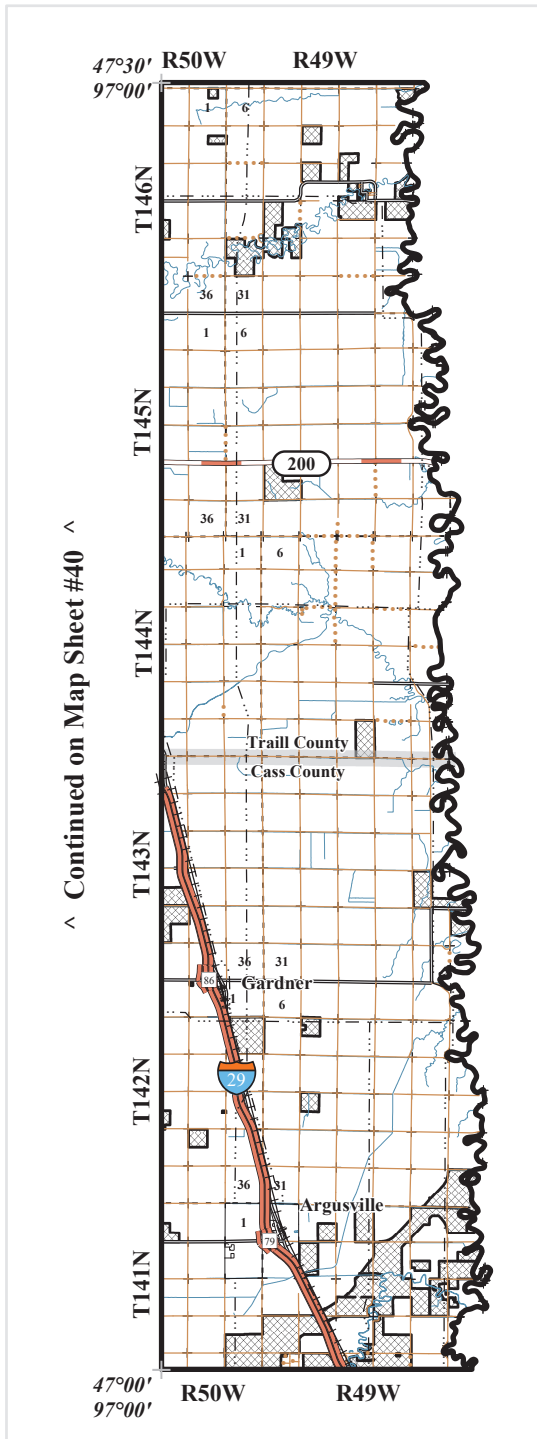 47°30'
97°00'
R50W R49W
1 6
T146N
36 31
1 6
T145N
200
36 31
1 6
T144N
^ Continued on Map Sheet #40 ^
Traill County
Cass County
T143N
36 31
86
Gardner
1 6
29
T142N
36 31
Argusville
1
79
T141N
47°00'
97°00'
R50W R49W